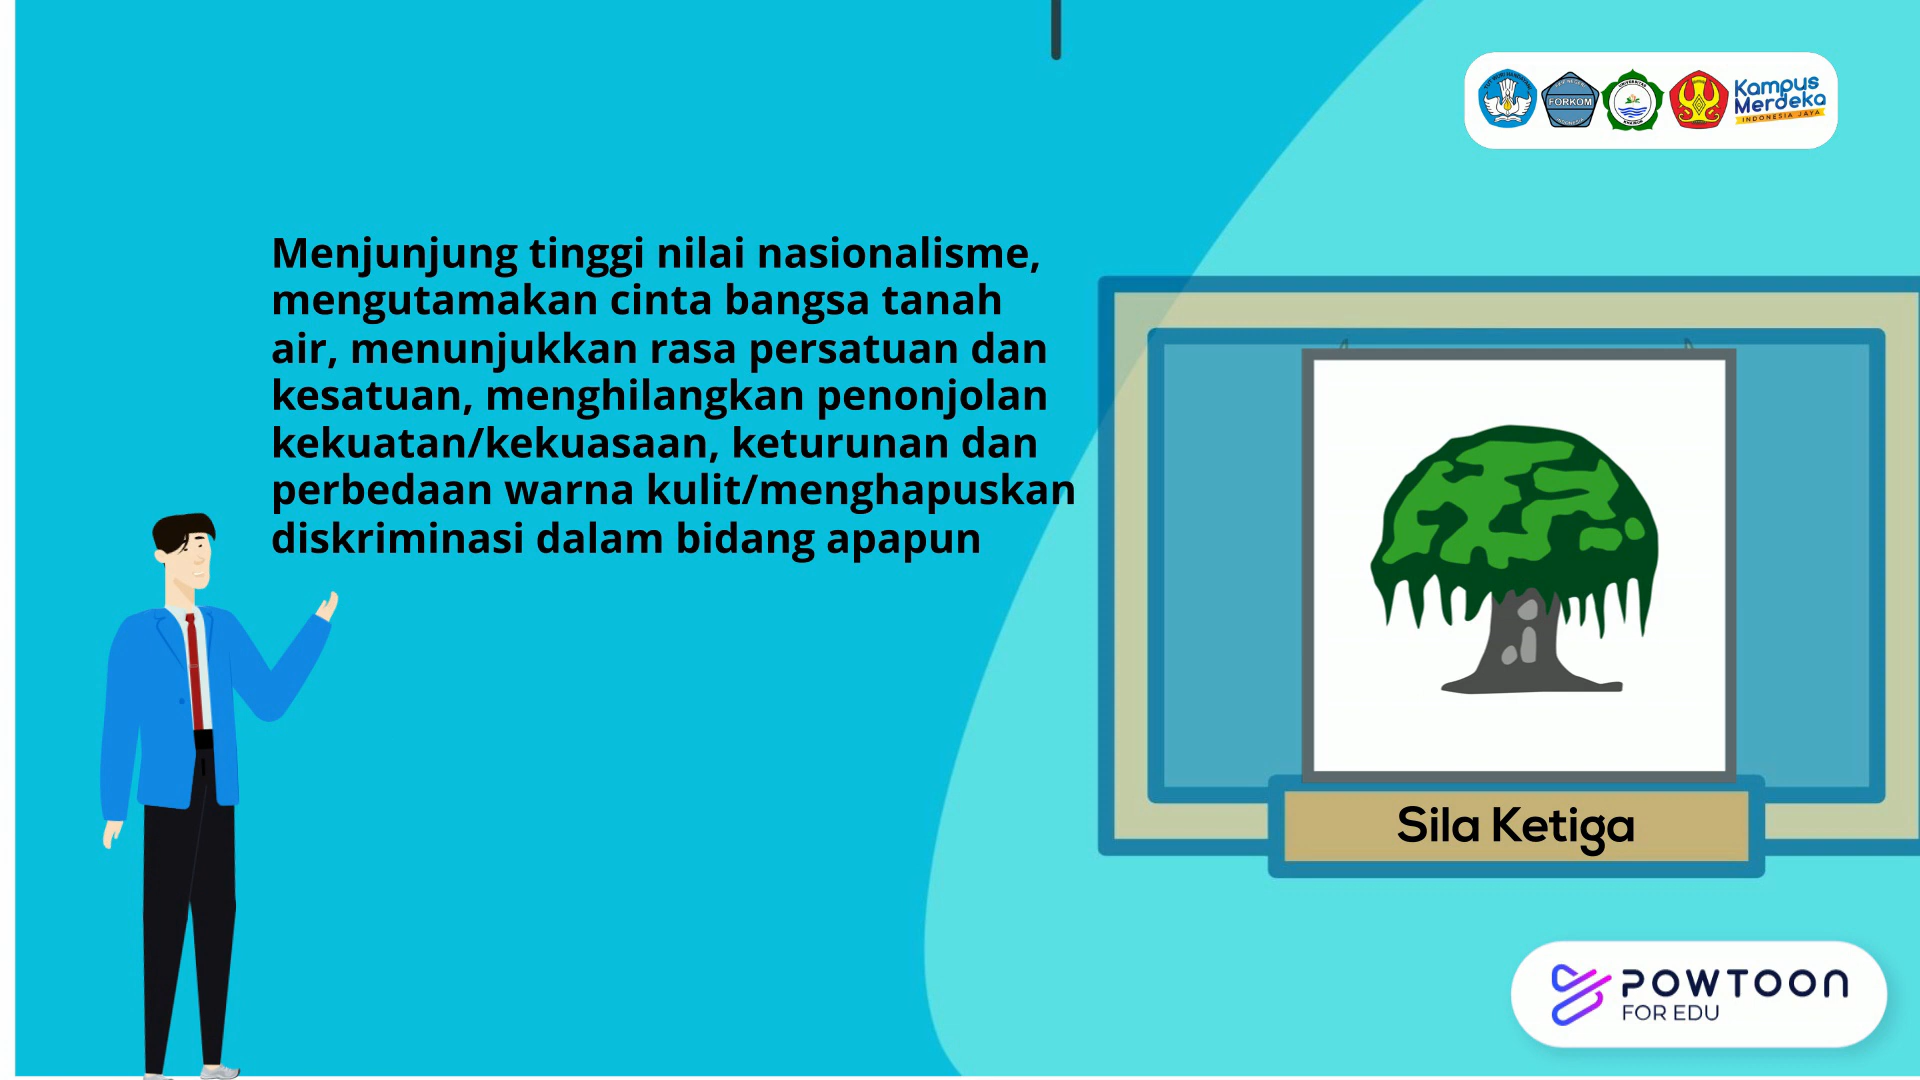 FORKOM
Kampus
Merdeka
INDONESIA JAYA
Menjunjung tinggi nilai nasionalisme,
mengutamakan cinta bangsa tanah
air, menunjukkan rasa persatuan dan
kesatuan, menghilangkan penonjolan
kekuatan/kekuasaan, keturunan dan
perbedaan warna kulit/menghapuskan
diskriminasi dalam bidang apapun
Sila Ketiga
POWTOON
FOR EDU